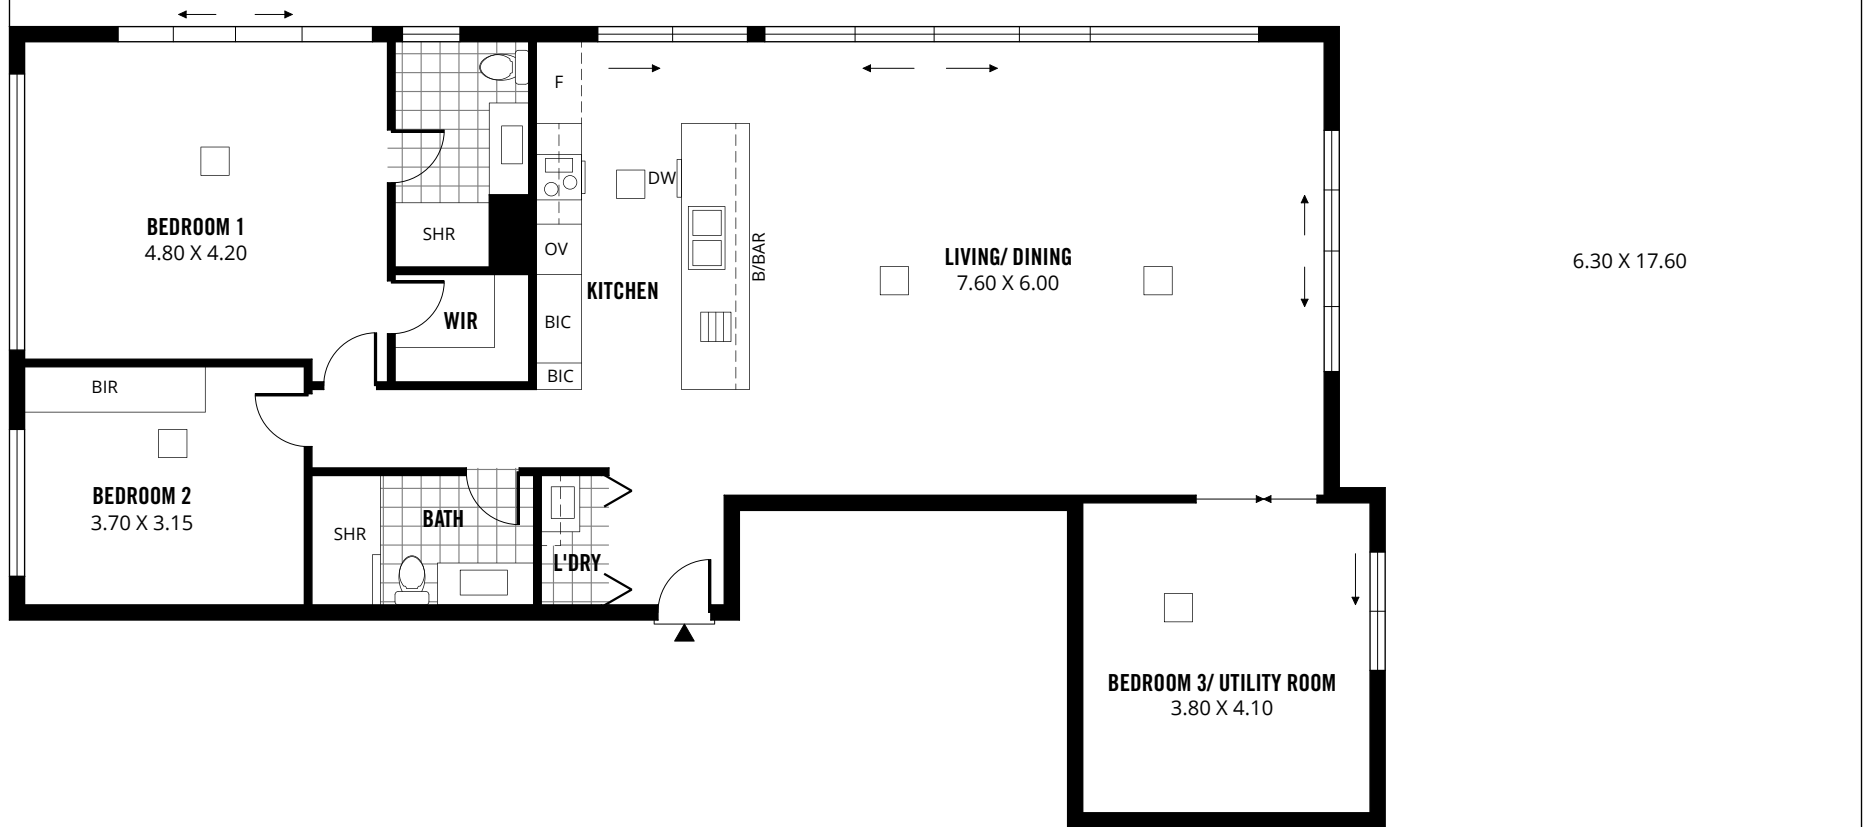 F
DW
BEDROOM 1
4.80 X 4.20
SHR
OV
B/BAR
LIVING/ DINING
7.60 X 6.00
6.30 X 17.60
KITCHEN
WIR
BIC
BIC
BIR
BEDROOM 2
3.70 X 3.15
BATH
SHR
L'DRY
BEDROOM 3/ UTILITY ROOM
3.80 X 4.10